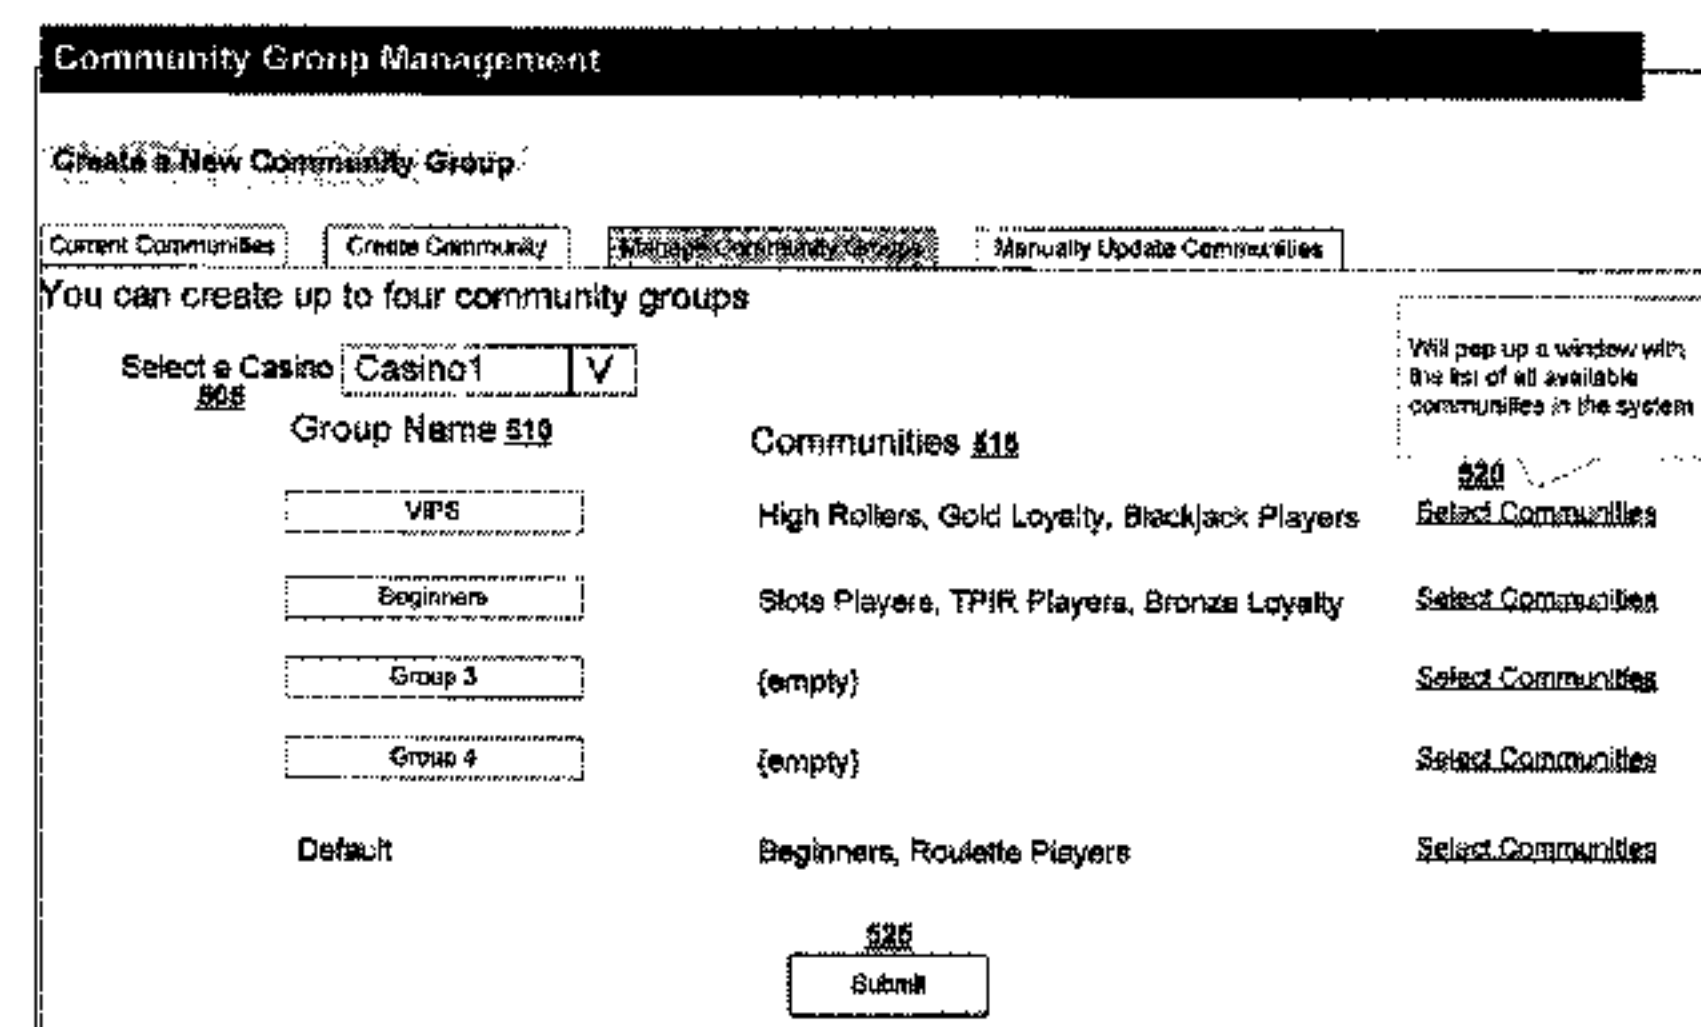 Community Group Management
Create a New Community Group
Current Communities Create Community Manage Community Groups Manually Update Communities
You can create up to four community groups
Select a Casino Casino1 V
505
Will pop up a window with
the list of all available
communities in the system
Group Name 510
Communities 515
520
VIPS High Rollers, Gold Loyalty, Blackjack Players Select Communities
Beginners Slots Players, TPIR Players, Bronze Loyalty Select Communities
Group 3 {empty} Select Communities
Group 4 {empty} Select Communities
Default Beginners, Roulette Players Select Communities
525
Submit